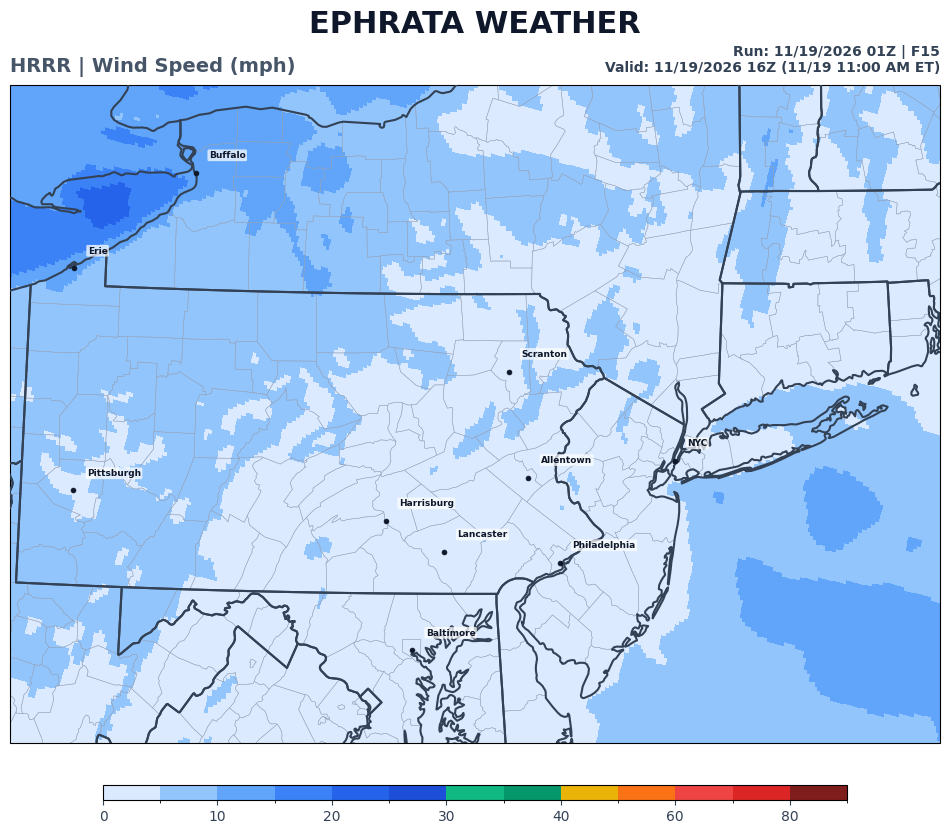 EPHRATA WEATHER
HRRR | Wind Speed (mph)
Run: 11/19/2026 01Z | F15
Valid: 11/19/2026 16Z (11/19 11:00 AM ET)
Buffalo
Erie
Scranton
NYC
Allentown
Pittsburgh
Harrisburg
Lancaster
Philadelphia
Baltimore
0 10 20 30 40 50 60 70 80